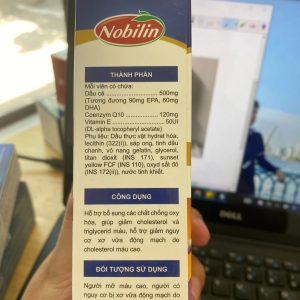 Nobilin
THÀNH PHẦN
Mỗi viên có chứa:
Dầu cá ........................ 500mg
(Tương đương 90mg EPA, 60mg
DHA)
Coenzym Q10 ............... 120mg
Vitamin E ..................... 50UI
(DL-alpha tocopheryl acetate)
Phụ liệu: Dầu thực vật hydrat hóa,
lecithin (322(i)), sáp ong, tinh dầu
chanh, vỏ nang gelatin, glycerol,
titan dioxit (INS 171), sunset
yellow FCF (INS 110), oxyd sắt đỏ
(INS 172(ii)), nước tinh khiết.
CÔNG DỤNG
Hỗ trợ bổ sung các chất chống oxy
hóa, giúp giảm cholesterol và
triglycerid máu, hỗ trợ giảm nguy
cơ xơ vữa động mạch do
cholesterol máu cao.
ĐỐI TƯỢNG SỬ DỤNG
Người mỡ máu cao, người có
nguy cơ bị xơ vữa động mạch do
DELL